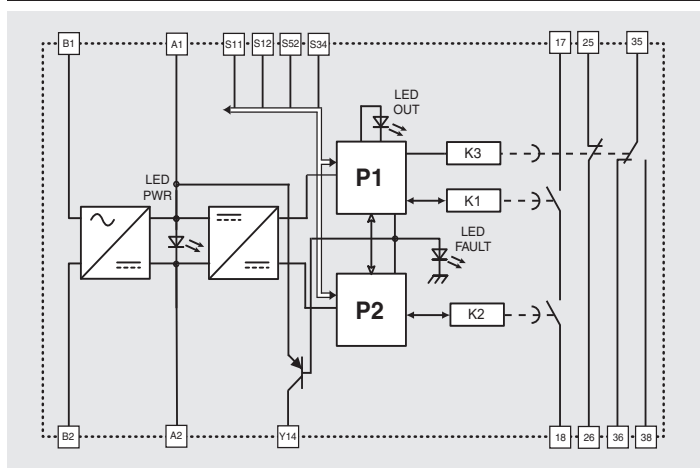 B1 A1 S11 S12 S52 S34 17 25 35
LED
OUT
P1
K3
LED
PWR
K1
LED
FAULT
P2
K2
B2 A2 Y14 18 26 36 38